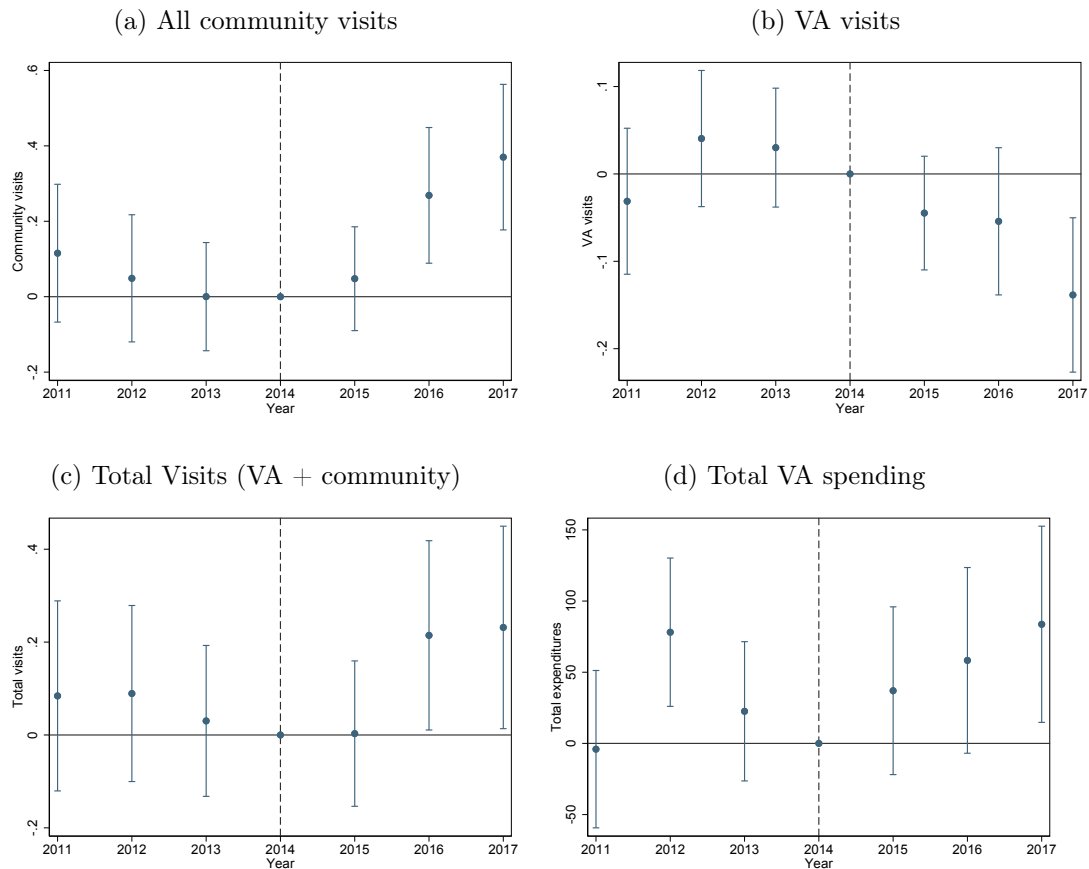 (a) All community visits
Community visits
.6
.4
.2
0
-.2
2011 2012 2013 2014 2015 2016 2017
Year
(b) VA visits
VA visits
.1
0
-.1
-.2
2011 2012 2013 2014 2015 2016 2017
Year
(c) Total Visits (VA + community)
Total visits
.4
.2
0
-.2
2011 2012 2013 2014 2015 2016 2017
Year
(d) Total VA spending
Total expenditures
150
100
50
0
-50
2011 2012 2013 2014 2015 2016 2017
Year